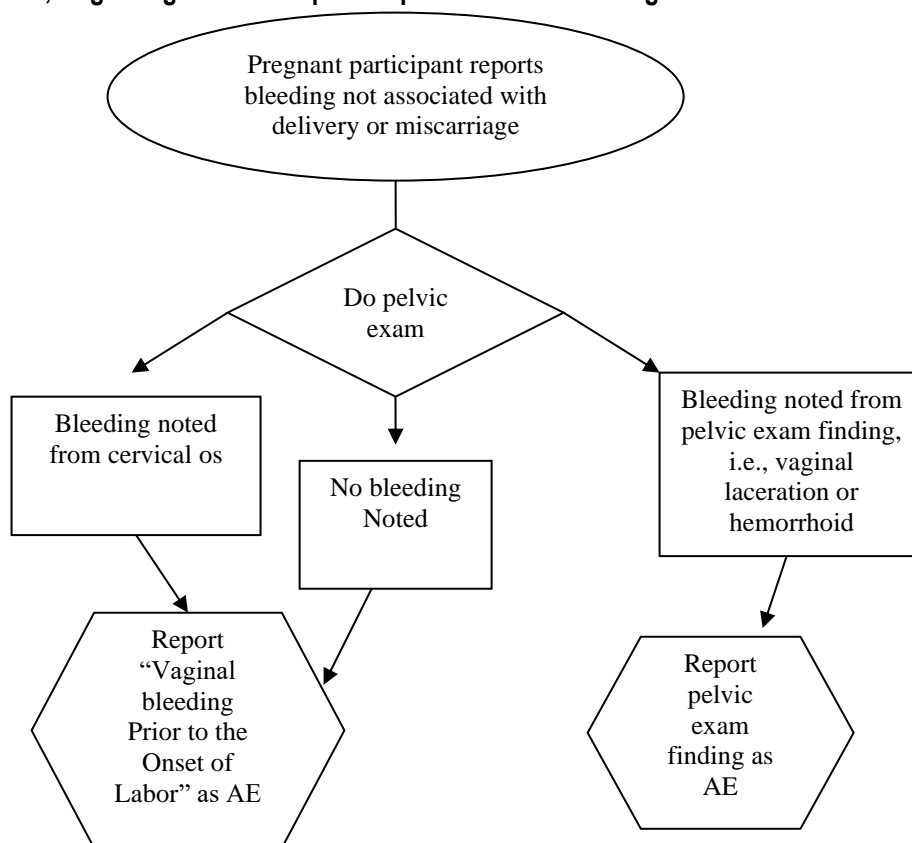 Pregnant participant reports
bleeding not associated with
delivery or miscarriage
Do pelvic
exam
Bleeding noted
from cervical os
No bleeding
Noted
Bleeding noted from
pelvic exam finding,
i.e., vaginal
laceration or
hemorrhoid
Report
“Vaginal
bleeding
Prior to the
Onset of
Labor” as AE
Report
pelvic
exam
finding as
AE